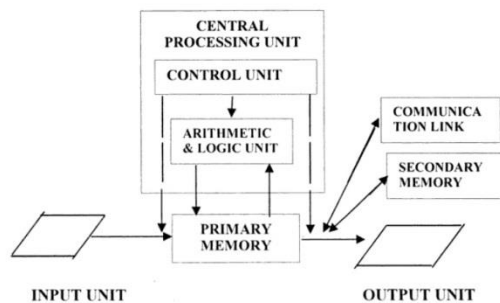 CENTRAL
PROCESSING UNIT
CONTROL UNIT
ARITHMETIC
& LOGIC UNIT
COMMUNICA
TION LINK
SECONDARY
MEMORY
PRIMARY
MEMORY
INPUT UNIT
OUTPUT UNIT